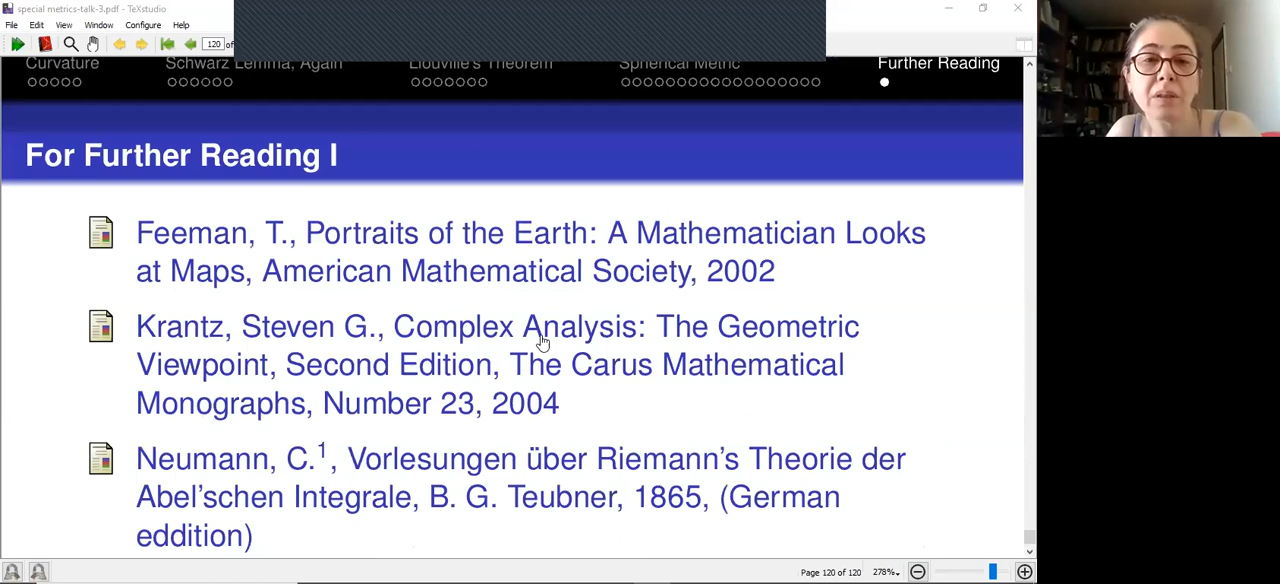 special metrics-talk-3.pdf - TeXstudio
File Edit View Window Configure Help
120 of
Curvature Schwarz Lemma, Again Liouville's Theorem Spherical Metric Further Reading
For Further Reading I
Feeman, T., Portraits of the Earth: A Mathematician Looks
at Maps, American Mathematical Society, 2002
Krantz, Steven G., Complex Analysis: The Geometric
Viewpoint, Second Edition, The Carus Mathematical
Monographs, Number 23, 2004
Neumann, C.¹, Vorlesungen über Riemann's Theorie der
Abel'schen Integrale, B. G. Teubner, 1865, (German
eddition)
Page 120 of 120 278%